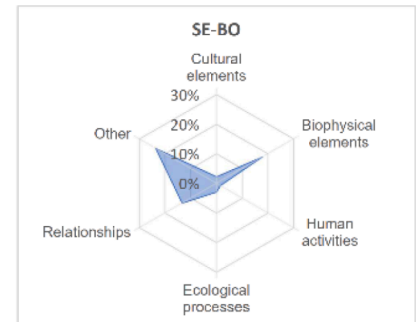 SE-BO
Cultural
elements
30%
20%
10%
0%
Biophysical
elements
Other
Human
activities
Relationships
Ecological
processes